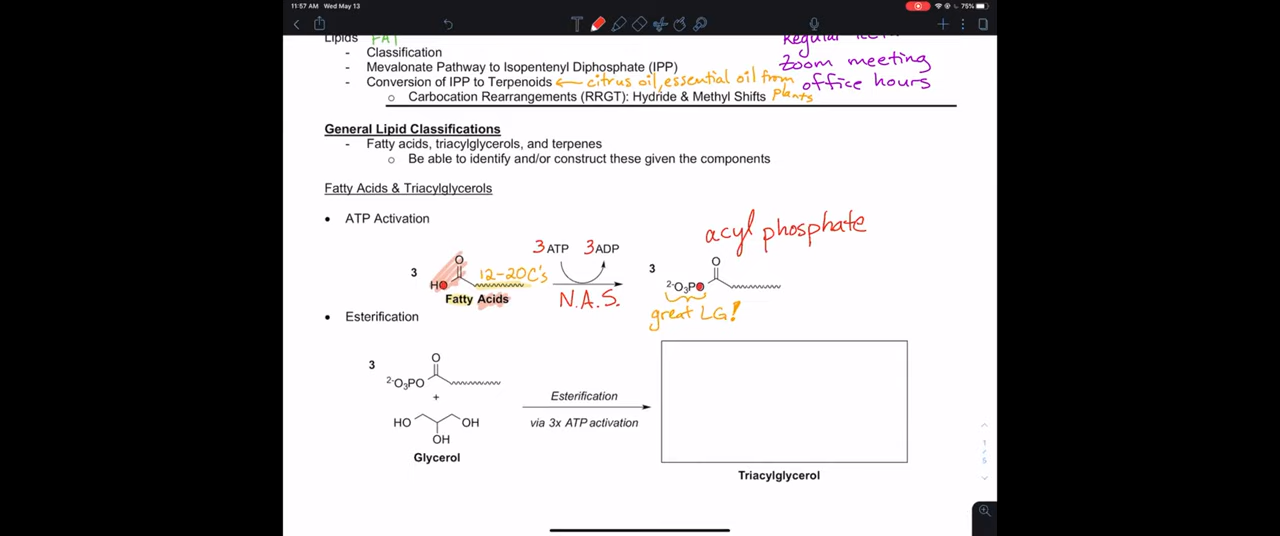 11:57 AM Wed May 13
75%
Lipids FAT
Regular
- Classification
- Mevalonate Pathway to Isopentenyl Diphosphate (IPP)
Zoom meeting
- Conversion of IPP to Terpenoids ← citrus oil, essential oil from
office hours
o Carbocation Rearrangements (RRGT): Hydride & Methyl Shifts plants
General Lipid Classifications
- Fatty acids, triacylglycerols, and terpenes
o Be able to identify and/or construct these given the components
Fatty Acids & Triacylglycerols
• ATP Activation
acyl phosphate
3 ATP 3 ADP
3 HO O 12-20C's
Fatty Acids
N.A.S.
3 2-O3PO O
great LG!
• Esterification
3 2-O3PO O
+
HO OH
OH
Glycerol
Esterification
via 3x ATP activation
Triacylglycerol
1
5